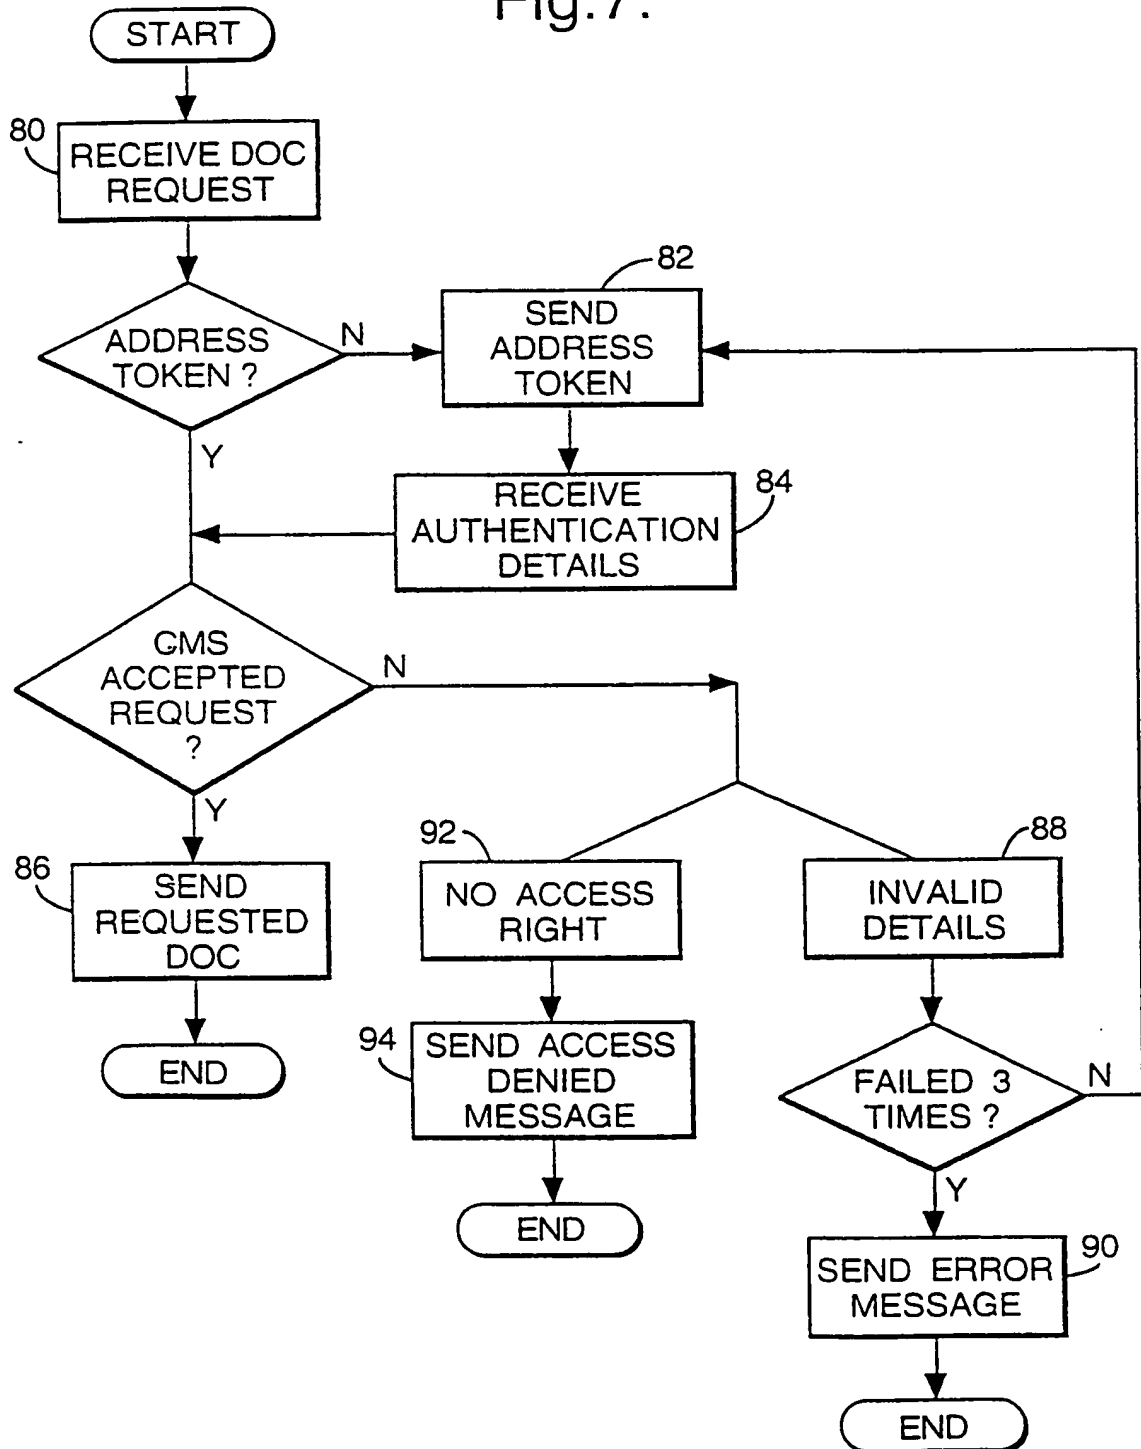 Fig.7.
START
80
RECEIVE DOC
REQUEST
82
ADDRESS
TOKEN ?
N
SEND
ADDRESS
TOKEN
Y
84
RECEIVE
AUTHENTICATION
DETAILS
GMS
ACCEPTED
REQUEST
?
N
Y
86
SEND
REQUESTED
DOC
END
92
NO ACCESS
RIGHT
94
SEND ACCESS
DENIED
MESSAGE
END
88
INVALID
DETAILS
FAILED 3
TIMES ?
N
Y
90
SEND ERROR
MESSAGE
END